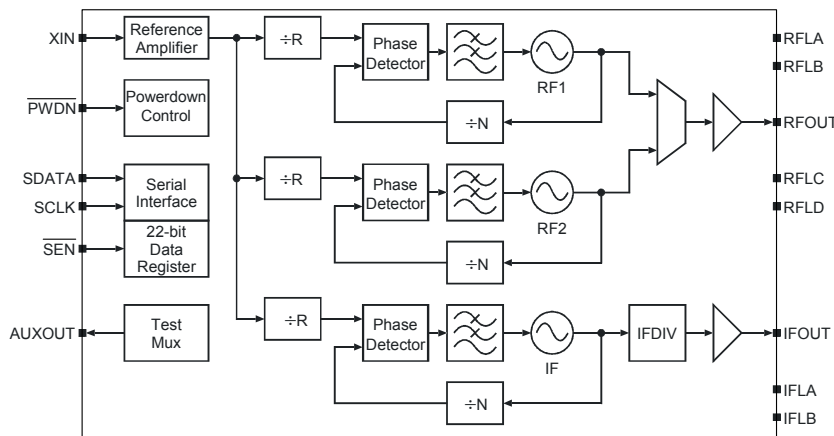 XIN
Reference
Amplifier
÷R
Phase
Detector
RF1
÷N
RFLA
RFLB
PWDN
Powerdown
Control
RFOUT
SDATA
SCLK
Serial
Interface
÷R
Phase
Detector
RF2
÷N
RFLC
RFLD
SEN
22-bit
Data
Register
AUXOUT
Test
Mux
÷R
Phase
Detector
IF
÷N
IFDIV
IFOUT
IFLA
IFLB